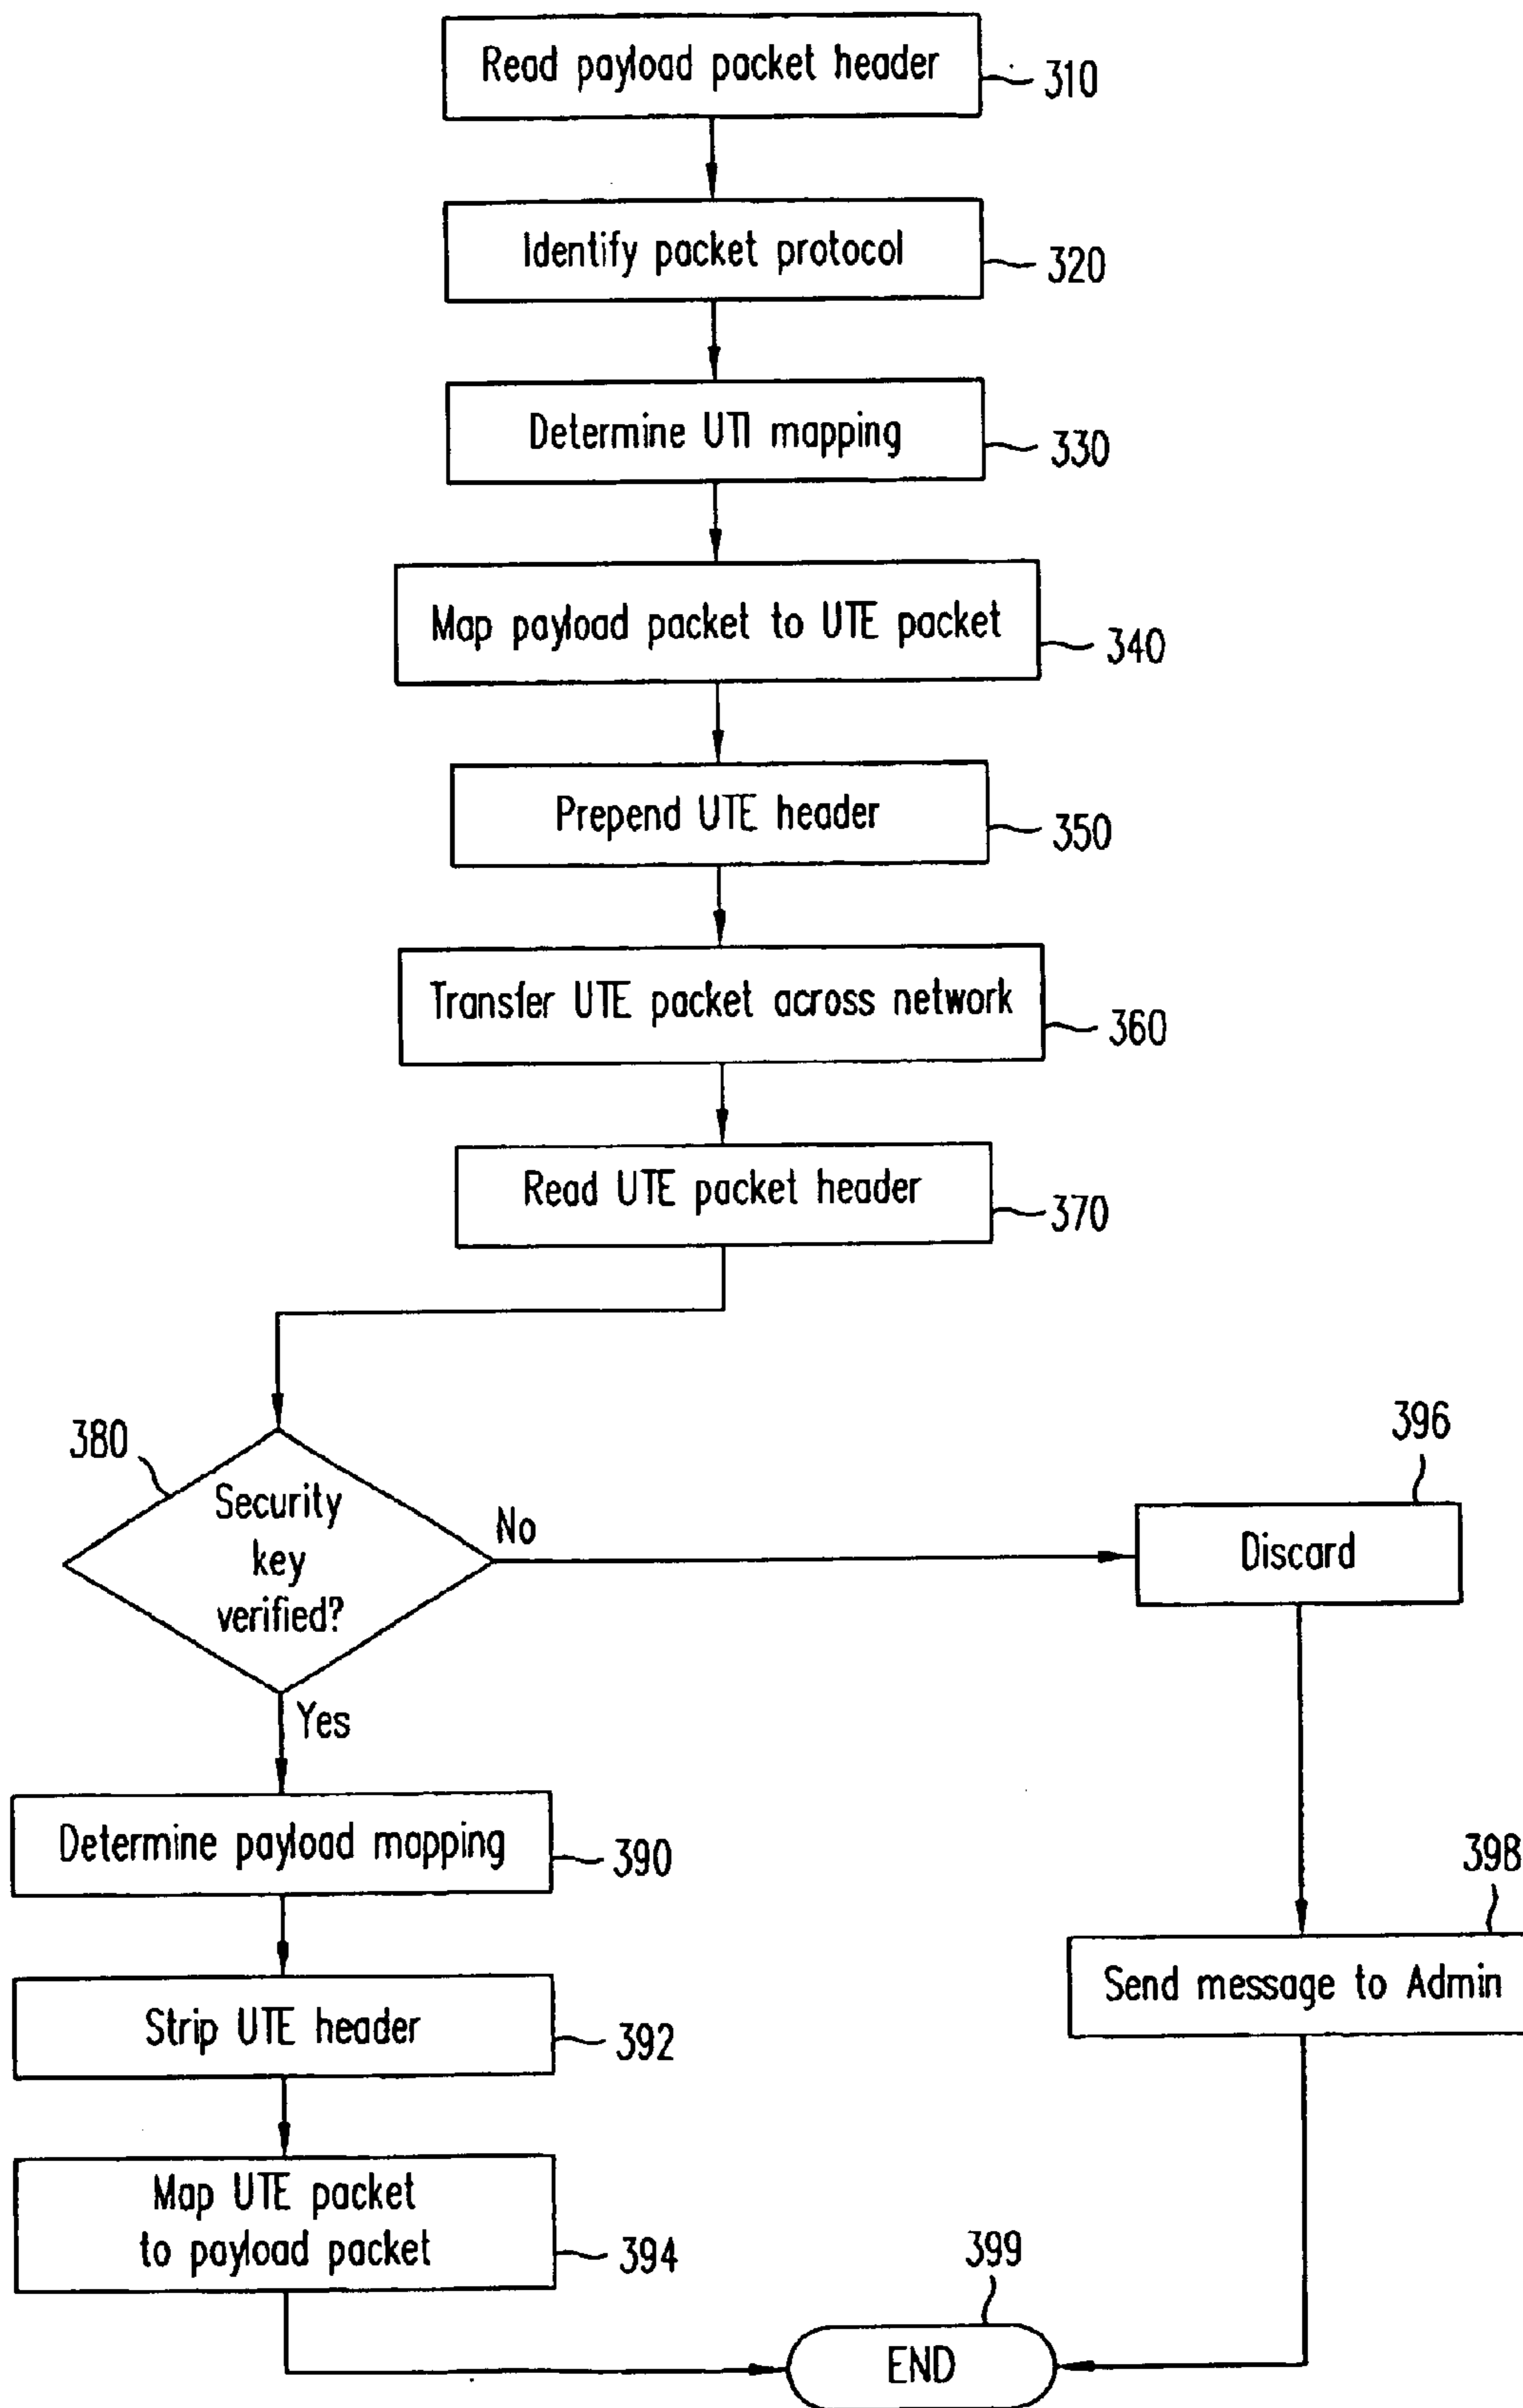 Read payload packet header
310
Identify packet protocol
320
Determine UTI mapping
330
Map payload packet to UTE packet
340
Prepend UTE header
350
Transfer UTE packet across network
360
Read UTE packet header
370
380
Security
key
verified?
No
Yes
396
Discard
Determine payload mapping
390
398
Send message to Admin
Strip UTE header
392
Map UTE packet
to payload packet
394
399
END